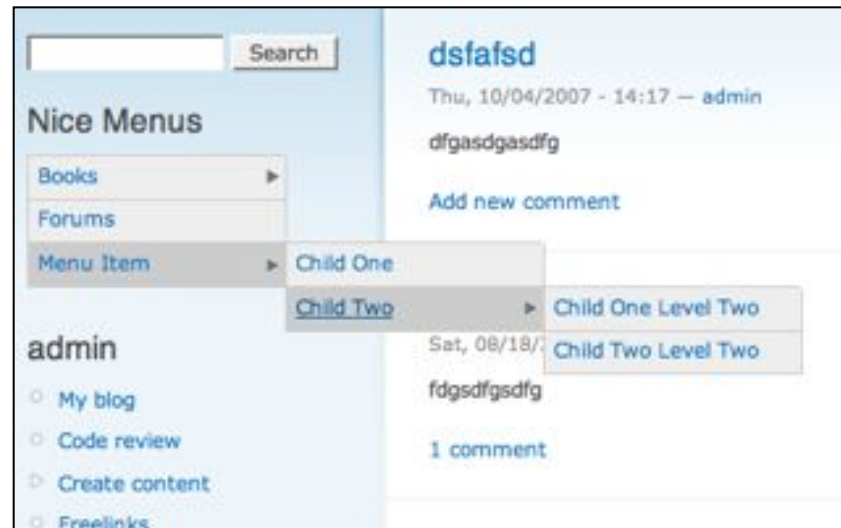 Search
Nice Menus
Books
Forums
Menu Item
Child One
Child Two
Child One Level Two
Child Two Level Two
admin
My blog
Code review
Create content
Freelinks
dsfafsd
Thu, 10/04/2007 - 14:17 — admin
dfgasdgasdfg
Add new comment
Sat, 08/18/
fdgsdfgsdfg
1 comment